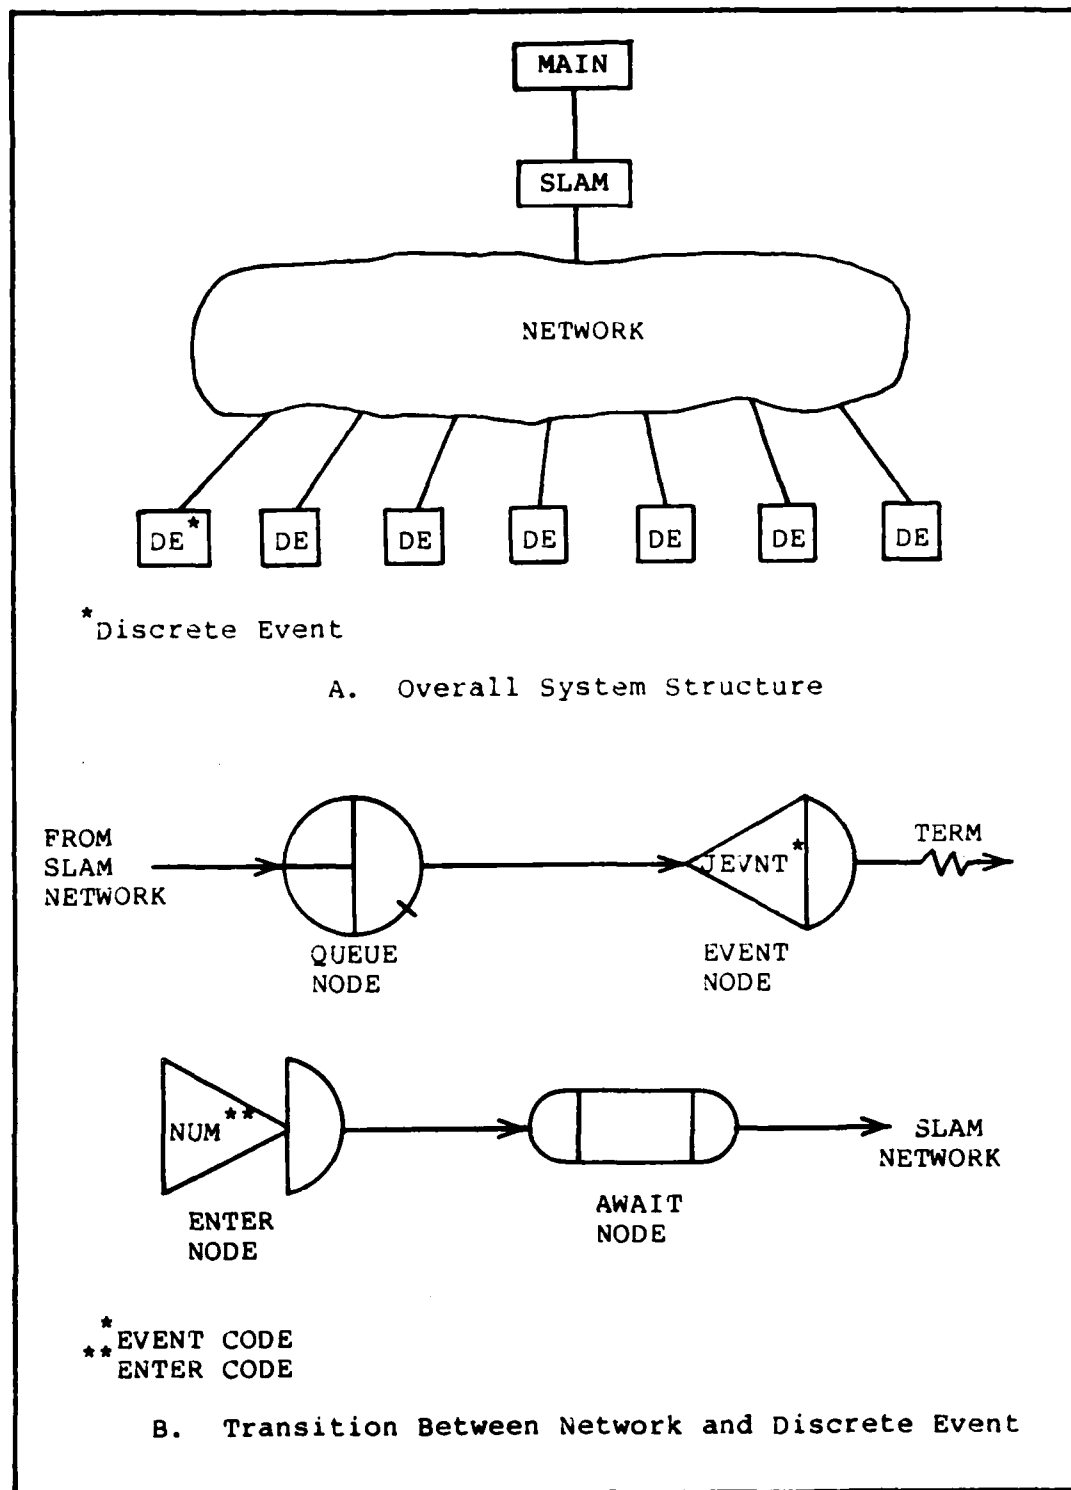 MAIN
SLAM
NETWORK
DE* DE DE DE DE DE DE
*Discrete Event
A. Overall System Structure
FROM
SLAM
NETWORK
QUEUE
NODE
JEVNT*
EVENT
NODE
TERM
NUM**
ENTER
NODE
AWAIT
NODE
SLAM
NETWORK
*EVENT CODE
**ENTER CODE
B. Transition Between Network and Discrete Event